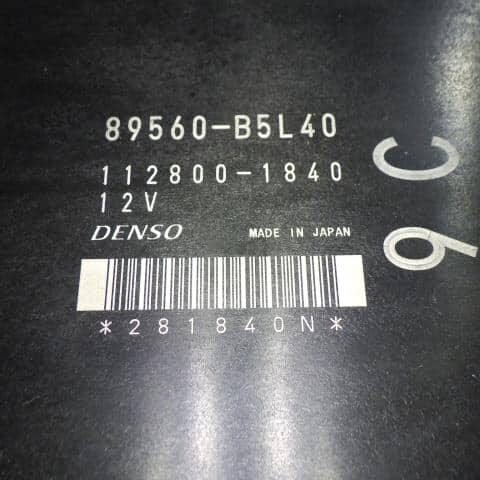 89560-B5L40
112800-1840
12V
DENSO MADE IN JAPAN
*281840N*
9C